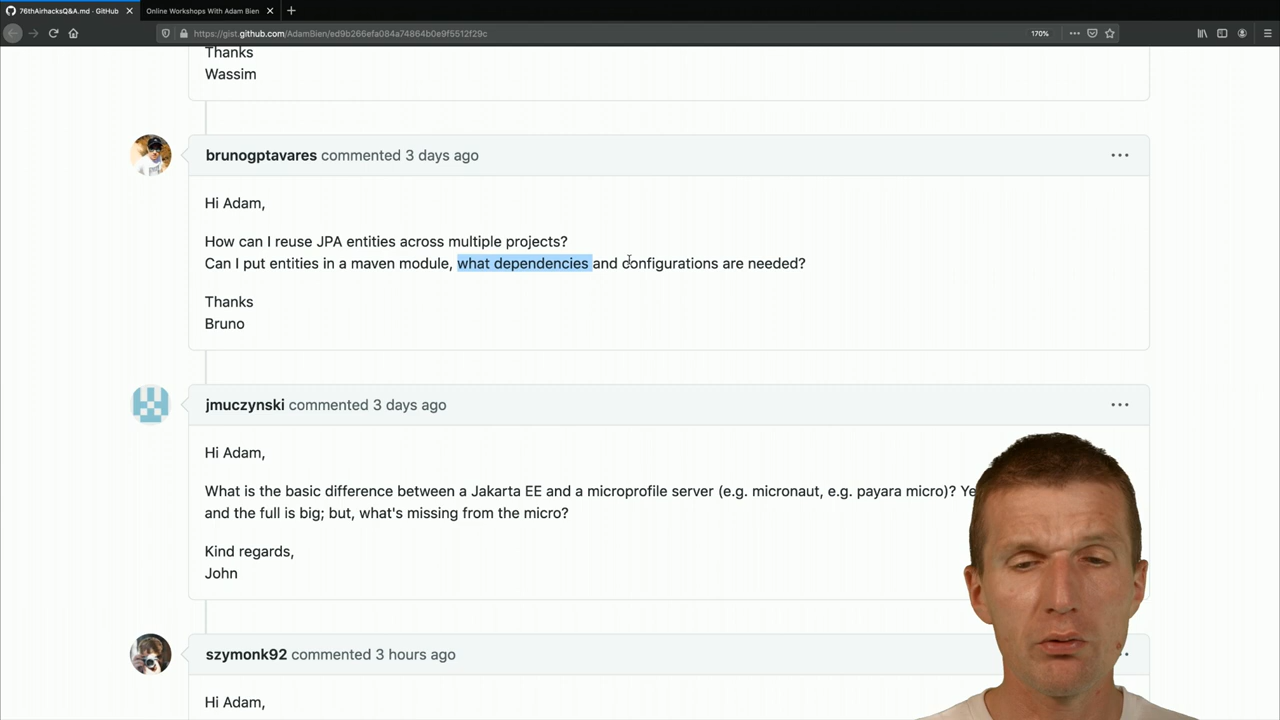 76thAirhacksQ&A.md · GitHub
Online Workshops With Adam Bien
https://gist.github.com/AdamBien/ed9b266efa084a74864b0e9f5512f29c
170%
Thanks
Wassim
brunogptavares commented 3 days ago
Hi Adam,
How can I reuse JPA entities across multiple projects?
Can I put entities in a maven module, what dependencies and configurations are needed?
Thanks
Bruno
jmuczynski commented 3 days ago
Hi Adam,
What is the basic difference between a Jakarta EE and a microprofile server (e.g. micronaut, e.g. payara micro)?
and the full is big; but, what's missing from the micro?
Kind regards,
John
szymonk92 commented 3 hours ago
Hi Adam,